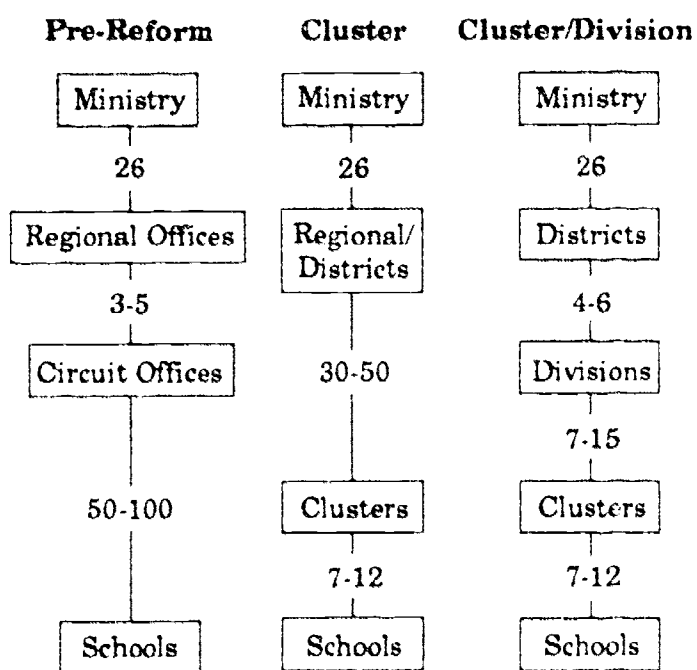 Pre-Reform Cluster Cluster/Division
Ministry Ministry Ministry
26 26 26
Regional Offices Regional/ Districts
Districts
3-5 4-6
Circuit Offices 30-50 Divisions
7-15
50-100 Clusters Clusters
7-12 7-12
Schools Schools Schools